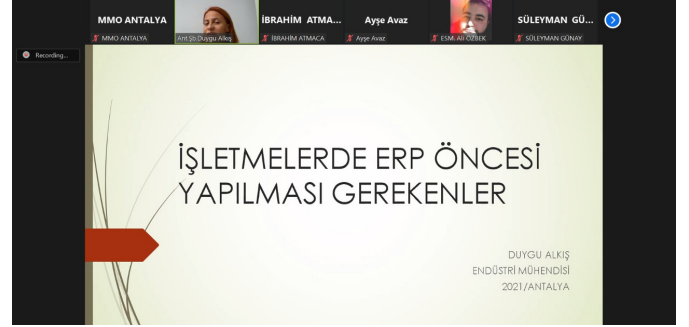 MMO ANTALYA
İBRAHİM ATMA...
Ayşe Avaz
SÜLEYMAN GÜ...
MMO ANTALYA
Ant.Şb.Duygu Alkış
İBRAHİM ATMACA
Ayşe Avaz
ESM. Ali ÖZBEK
SÜLEYMAN GÜNAY
Recording...
İŞLETMELERDE ERP ÖNCESİ
YAPILMASI GEREKENLER
DUYGU ALKIŞ
ENDÜSTRİ MÜHENDİSİ
2021/ANTALYA